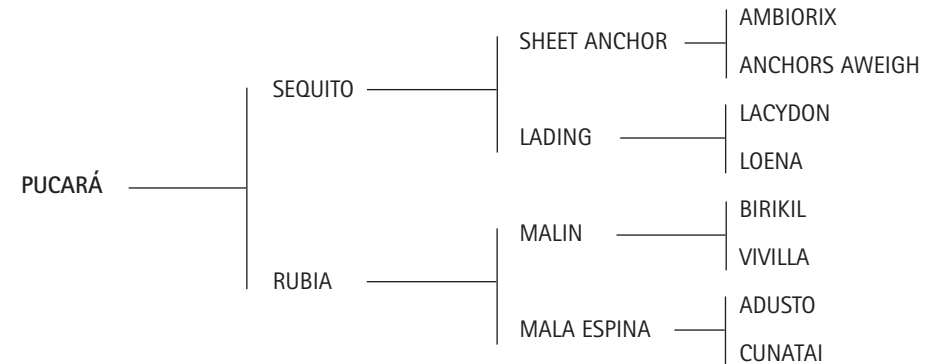 AMBIORIX
SHEET ANCHOR
ANCHORS AWEIGH
SEQUITO
LACYDON
LADING
LOENA
PUCARÁ
BIRIKIL
MALIN
VIVILLA
RUBIA
ADUSTO
MALA ESPINA
CUNATAI